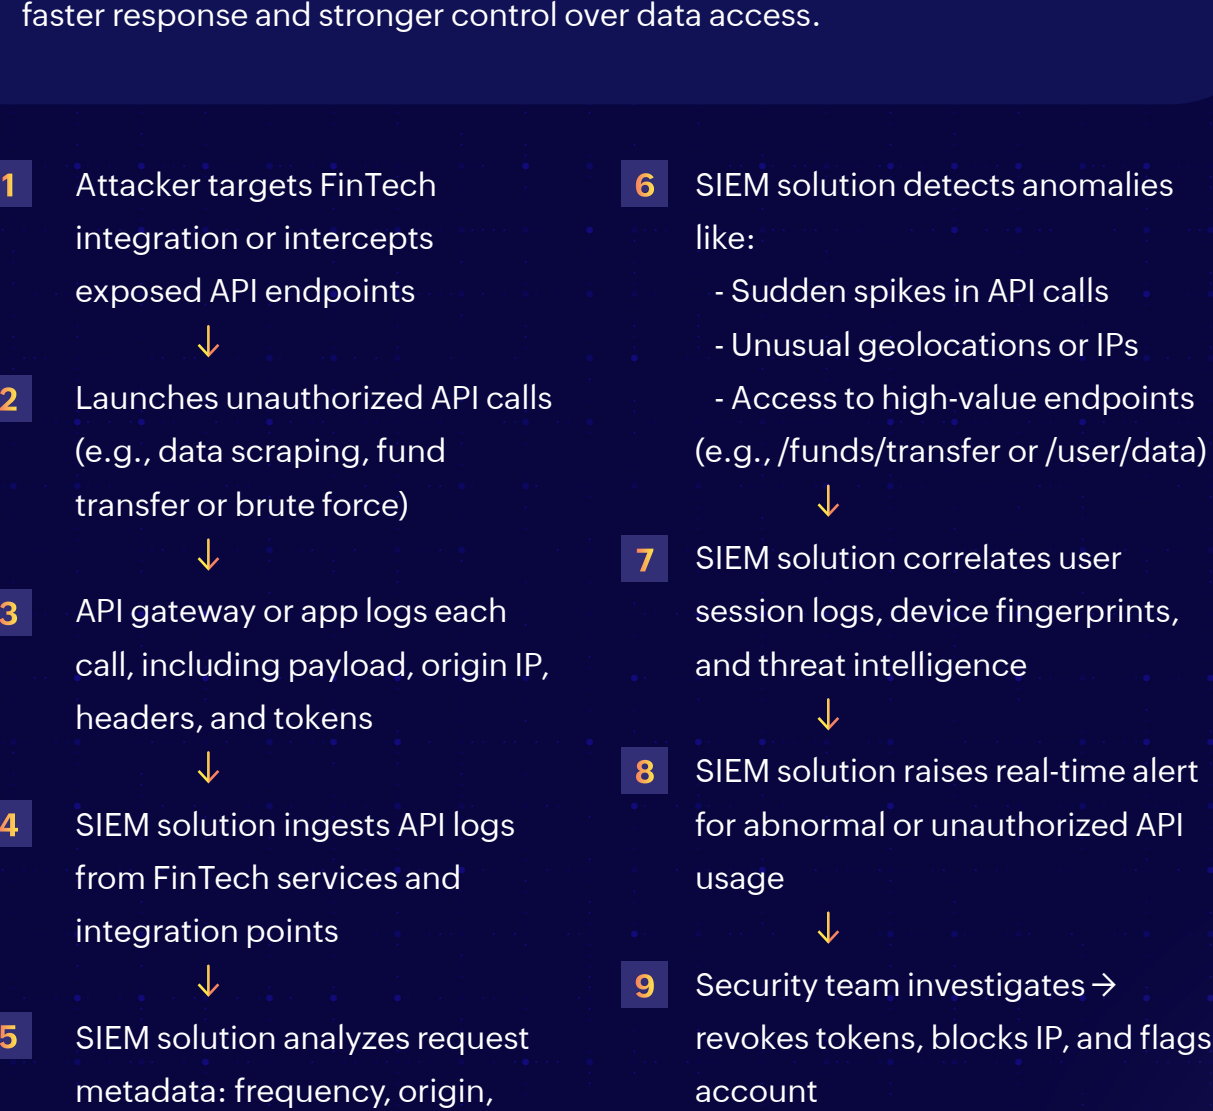 faster response and stronger control over data access.
1
Attacker targets FinTech
integration or intercepts
exposed API endpoints
↓
2
Launches unauthorized API calls
(e.g., data scraping, fund
transfer or brute force)
↓
3
API gateway or app logs each
call, including payload, origin IP,
headers, and tokens
↓
4
SIEM solution ingests API logs
from FinTech services and
integration points
↓
5
SIEM solution analyzes request
metadata: frequency, origin,
6
SIEM solution detects anomalies
like:
- Sudden spikes in API calls
- Unusual geolocations or IPs
- Access to high-value endpoints
(e.g., /funds/transfer or /user/data)
↓
7
SIEM solution correlates user
session logs, device fingerprints,
and threat intelligence
↓
8
SIEM solution raises real-time alert
for abnormal or unauthorized API
usage
↓
9
Security team investigates →
revokes tokens, blocks IP, and flags
account